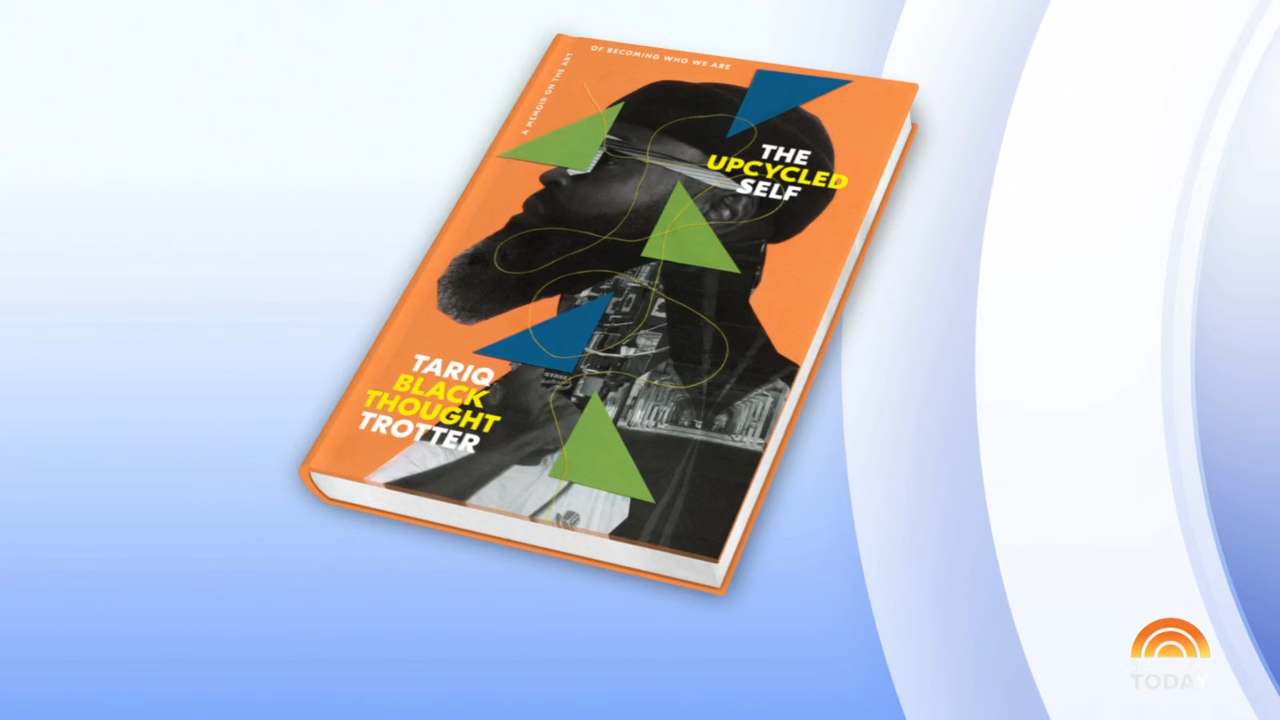 A MEMOIR ON THE ART
OF BECOMING WHO WE ARE
THE
UPCYCLED
SELF
TARIQ
BLACK
THOUGHT
TROTTER
TODAY